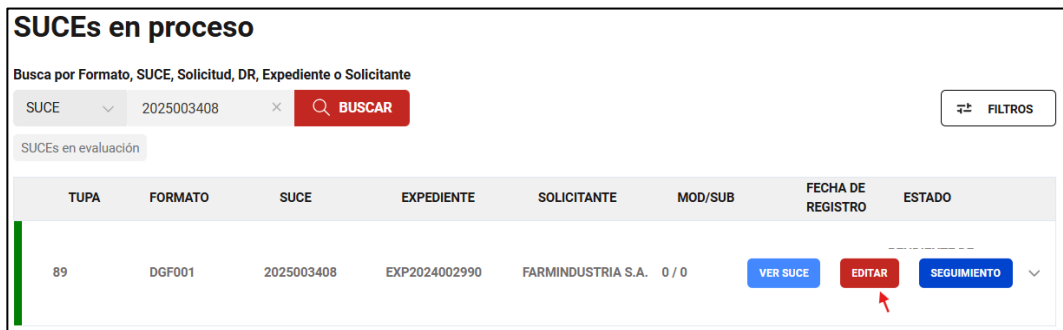 SUCEs en proceso
Busca por Formato, SUCE, Solicitud, DR, Expediente o Solicitante
SUCE 2025003408 × BUSCAR FILTROS
SUCEs en evaluación
TUPA FORMATO SUCE EXPEDIENTE SOLICITANTE MOD/SUB FECHA DE REGISTRO ESTADO
89 DGF001 2025003408 EXP2024002990 FARMINDUSTRIA S.A. 0 / 0 VER SUCE EDITAR SEGUIMIENTO